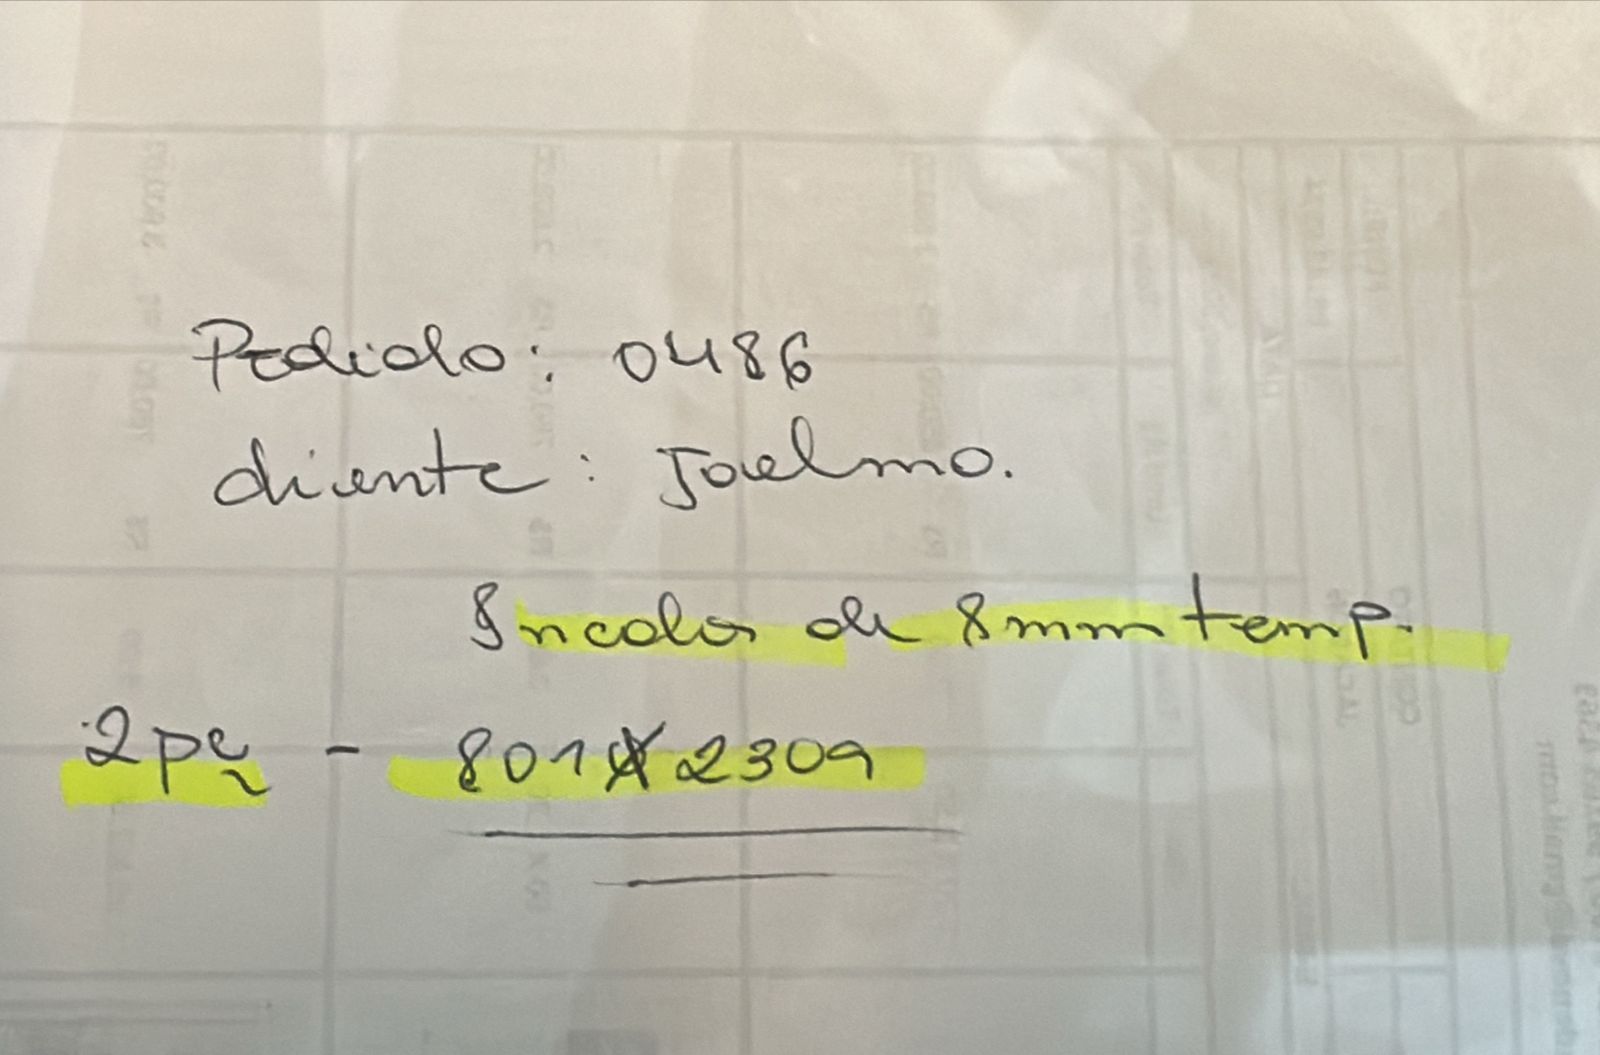 Pedido: 0486
cliente: Joelmo.
Incolor de 8mm temp.
2pç - 801 X 2309